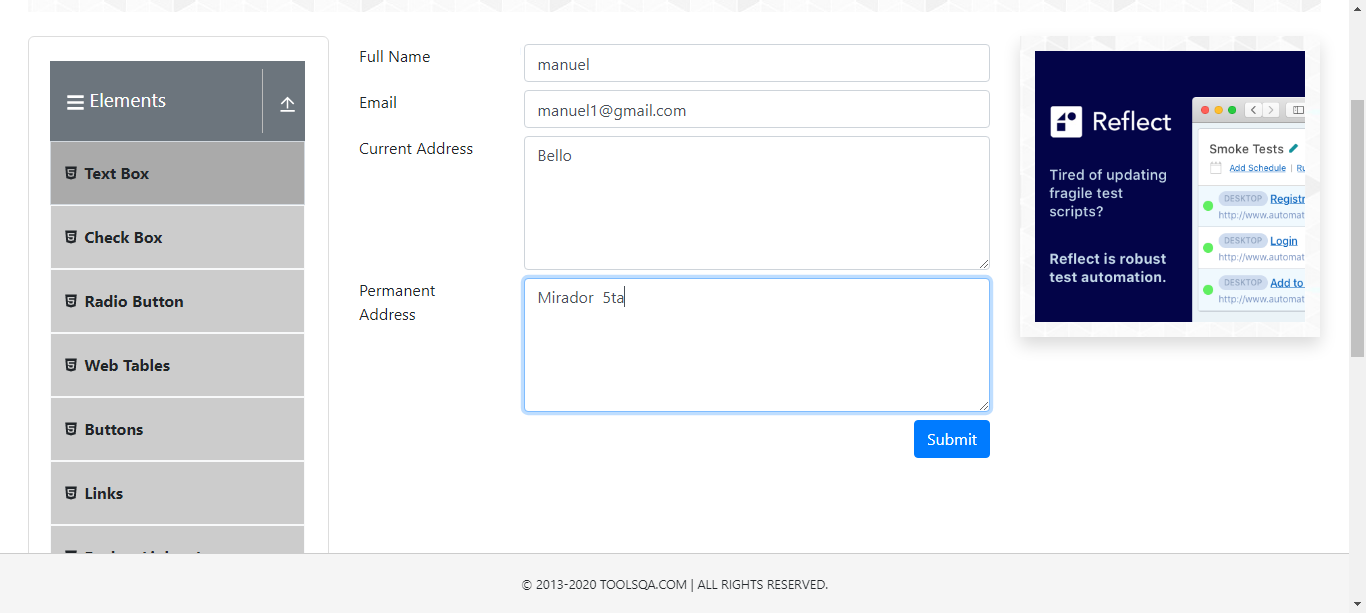 Elements
Text Box
Check Box
Radio Button
Web Tables
Buttons
Links
Full Name
manuel
Email
manuel1@gmail.com
Current Address
Bello
Permanent
Address
Mirador  5ta
Submit
Reflect
Tired of updating
fragile test
scripts?
Reflect is robust
test automation.
Smoke Tests
Add Schedule | Ru
DESKTOP Registr
http://www.automat
DESKTOP Login
http://www.automat
DESKTOP Add to
http://www.automat
© 2013-2020 TOOLSQA.COM | ALL RIGHTS RESERVED.